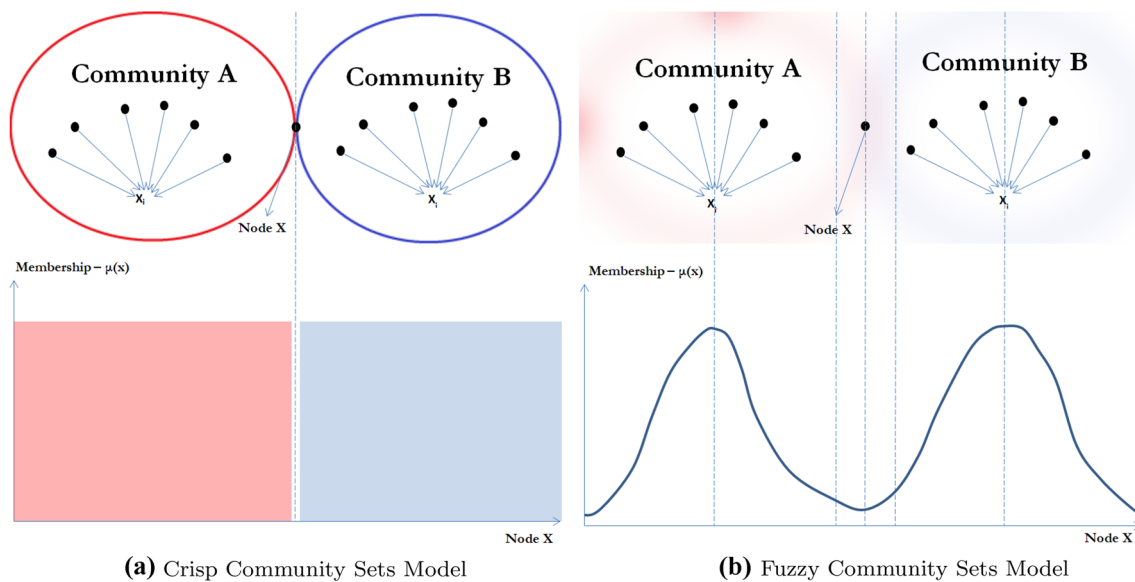 Community A
Community B
Xᵢ
Xᵢ
Node X
Membership – μ(x)
Node X
(a) Crisp Community Sets Model
Community A
Community B
Xᵢ
Xᵢ
Node X
Membership – μ(x)
Node X
(b) Fuzzy Community Sets Model